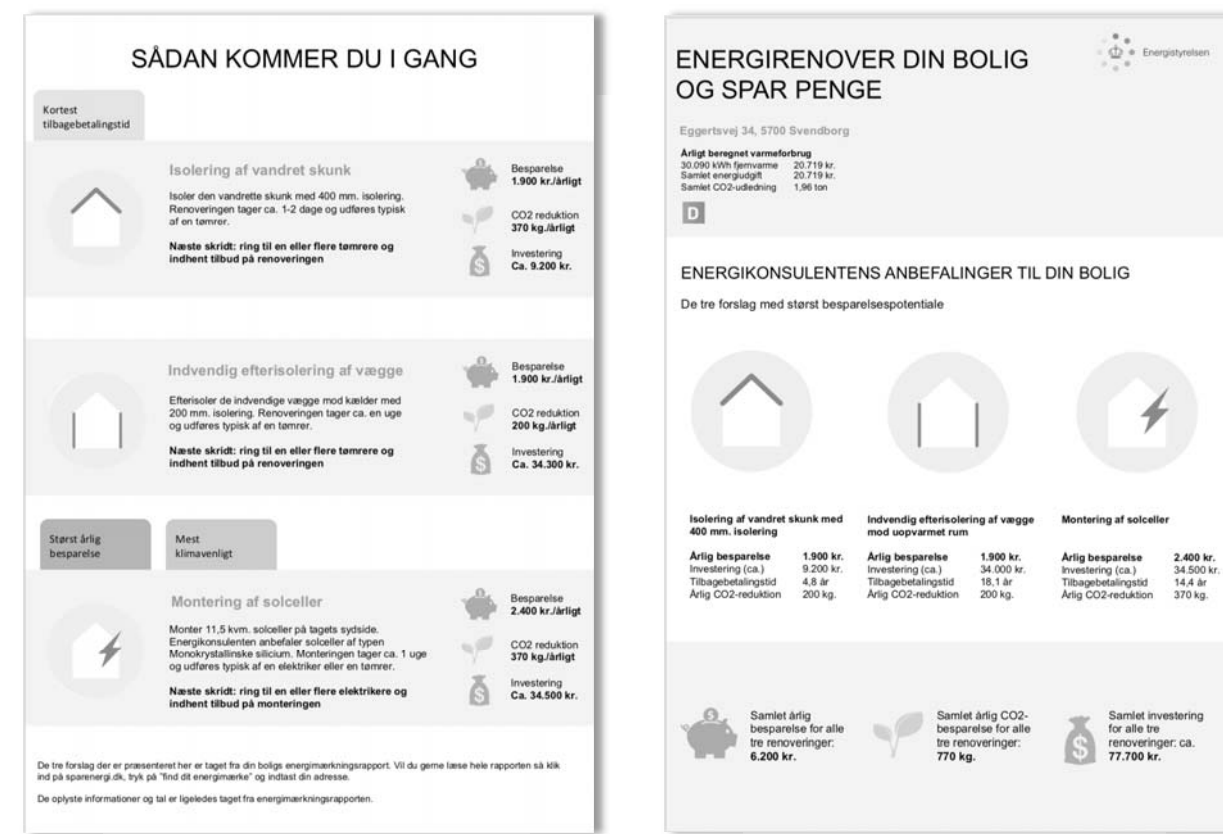 SÅDAN KOMMER DU I GANG
Kortest
tilbagebetalingstid
Isolering af vandret skunk
Isoler den vandrette skunk med 400 mm. isolering.
Renoveringen tager ca. 1-2 dage og udføres typisk
af en tømrer.
Næste skridt: ring til en eller flere tømrere og
indhent tilbud på renoveringen
Besparelse
1.900 kr./årligt
CO2 reduktion
370 kg./årligt
Investering
Ca. 9.200 kr.
Indvendig efterisolering af vægge
Efterisoler de indvendige vægge mod kælder med
200 mm. isolering. Renoveringen tager ca. en uge
og udføres typisk af en tømrer.
Næste skridt: ring til en eller flere tømrere og
indhent tilbud på renoveringen
Besparelse
1.900 kr./årligt
CO2 reduktion
200 kg./årligt
Investering
Ca. 34.300 kr.
Størst årlig
besparelse
Mest
klimavenligt
Montering af solceller
Monter 11,5 kvm. solceller på tagets sydside.
Energikonsulenten anbefaler solceller af typen
Monokrystallinske silicium. Monteringen tager ca. 1 uge
og udføres typisk af en elektriker eller en tømrer.
Næste skridt: ring til en eller flere elektrikere og
indhent tilbud på monteringen
Besparelse
2.400 kr./årligt
CO2 reduktion
370 kg./årligt
Investering
Ca. 34.500 kr.
De tre forslag der er præsenteret her er taget fra din boligs energimærkningsrapport. Vil du gerne læse hele rapporten så klik
ind på sparenergi.dk, tryk på "find dit energimærke" og indtast din adresse.
De oplyste informationer og tal er ligeledes taget fra energimærkningsrapporten.
ENERGIRENOVER DIN BOLIG
OG SPAR PENGE
Energistyrelsen
Eggertsvej 34, 5700 Svendborg
Årligt beregnet varmeforbrug
30.090 kWh fjernvarme 20.719 kr.
Samlet energiudgift 20.719 kr.
Samlet CO2-udledning 1,96 ton
D
ENERGIKONSULENTENS ANBEFALINGER TIL DIN BOLIG
De tre forslag med størst besparelsespotentiale
Isolering af vandret skunk med
400 mm. isolering
Årlig besparelse 1.900 kr.
Investering (ca.) 9.200 kr.
Tilbagebetalingstid 4,8 år
Årlig CO2-reduktion 200 kg.
Indvendig efterisolering af vægge
mod uopvarmet rum
Årlig besparelse 1.900 kr.
Investering (ca.) 34.000 kr.
Tilbagebetalingstid 18,1 år
Årlig CO2-reduktion 200 kg.
Montering af solceller
Årlig besparelse 2.400 kr.
Investering (ca.) 34.500 kr.
Tilbagebetalingstid 14,4 år
Årlig CO2-reduktion 370 kg.
Samlet årlig
besparelse for alle
tre renoveringer:
6.200 kr.
Samlet årlig CO2-
besparelse for alle
tre renoveringer:
770 kg.
Samlet investering
for alle tre
renoveringer: ca.
77.700 kr.